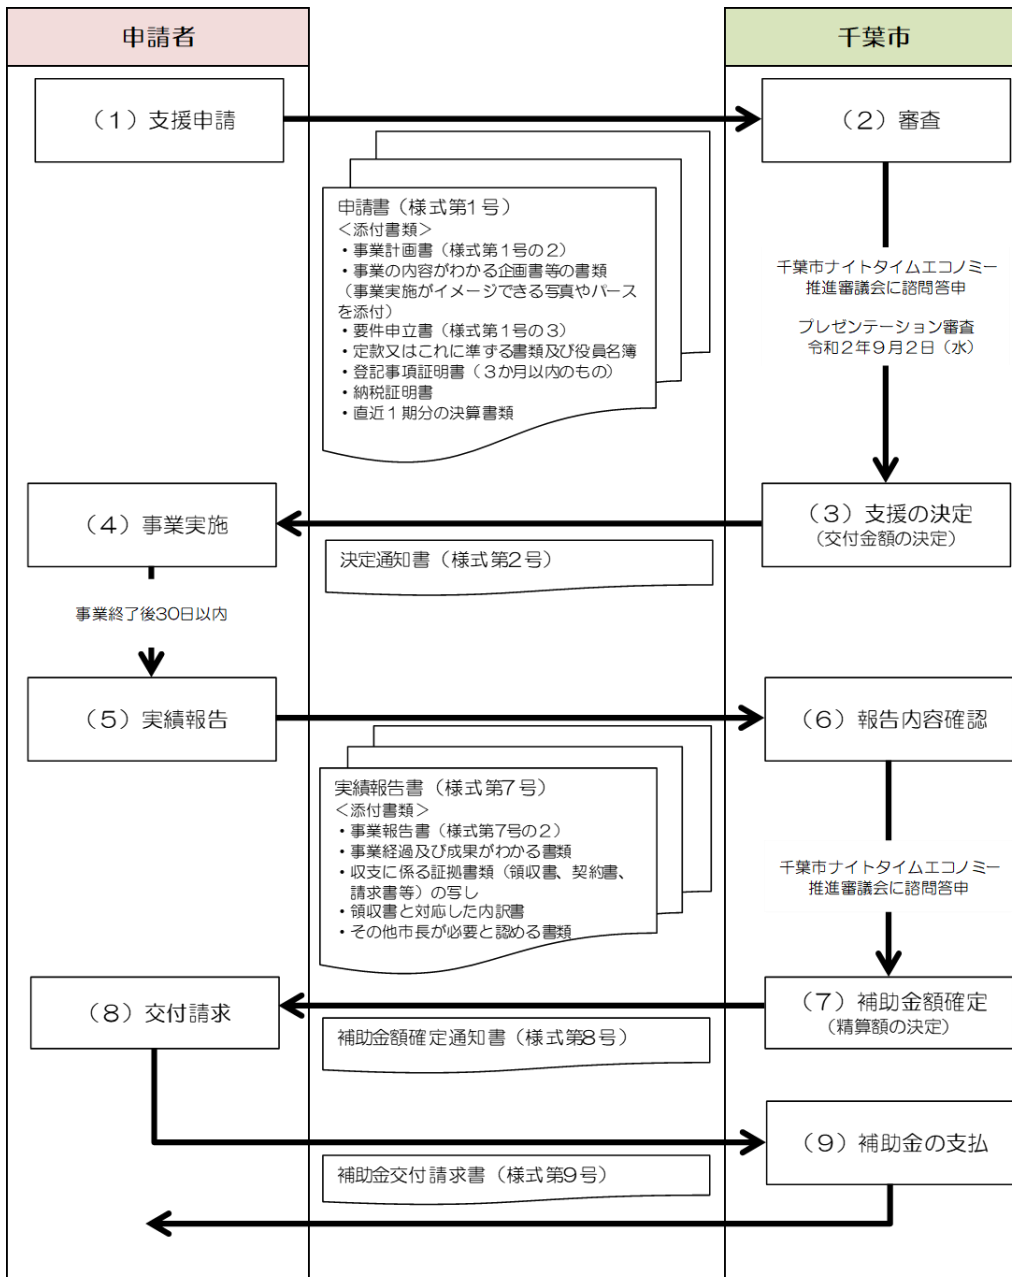 申請者
千葉市
(1)支援申請
(2)審査
申請書(様式第1号)
<添付書類>
・事業計画書(様式第1号の2)
・事業の内容がわかる企画書等の書類
(事業実施がイメージできる写真やパース
を添付)
・要件申立書(様式第1号の3)
・定款又はこれに準ずる書類及び役員名簿
・登記事項証明書(3か月以内のもの)
・納税証明書
・直近1期分の決算書類
千葉市ナイトタイムエコノミー
推進審議会に諮問答申
プレゼンテーション審査
令和2年9月2日(水)
(3)支援の決定
(交付金額の決定)
(4)事業実施
決定通知書(様式第2号)
事業終了後30日以内
(5)実績報告
(6)報告内容確認
実績報告書(様式第7号)
<添付書類>
・事業報告書(様式第7号の2)
・事業経過及び成果がわかる書類
・収支に係る証拠書類(領収書、契約書、
請求書等)の写し
・領収書と対応した内訳書
・その他市長が必要と認める書類
千葉市ナイトタイムエコノミー
推進審議会に諮問答申
(7)補助金額確定
(精算額の決定)
(8)交付請求
補助金額確定通知書(様式第8号)
(9)補助金の支払
補助金交付請求書(様式第9号)